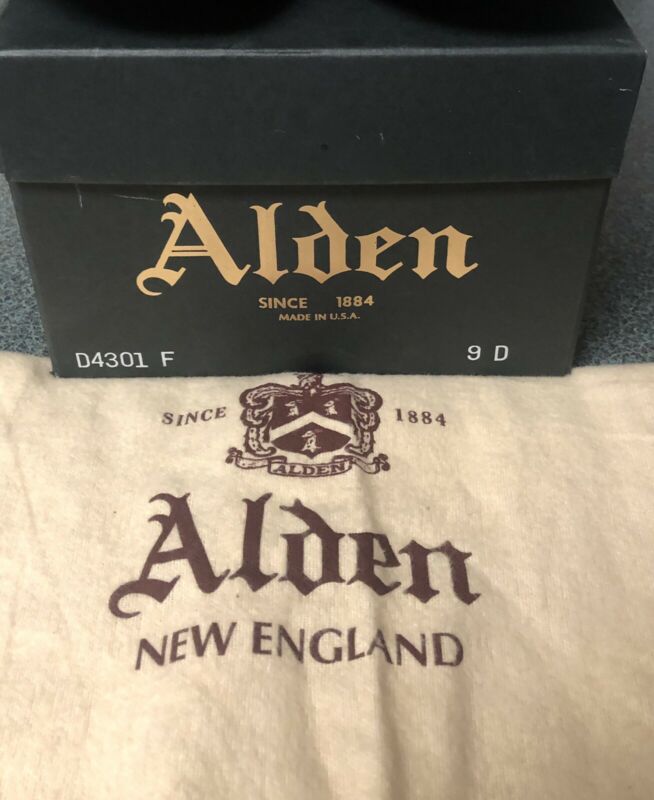 Alden
SINCE 1884
MADE IN U.S.A.
D4301 F 9 D
SINCE 1884
ALDEN
Alden
NEW ENGLAND